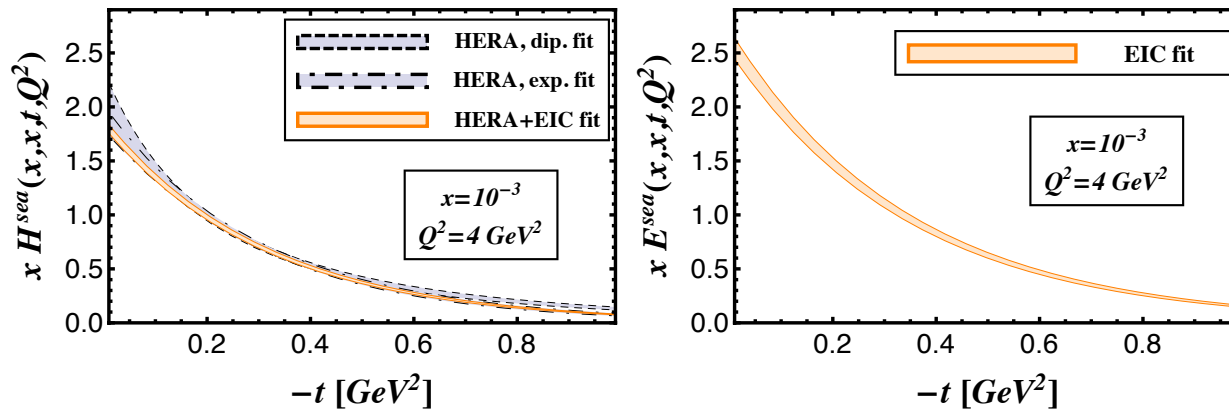 HERA, dip. fit
HERA, exp. fit
HERA+EIC fit
x=10⁻³
Q²=4 GeV²
x Hˢᵉᵃ(x,x,t,Q²)
2.5
2.0
1.5
1.0
0.5
0.0
0.2
0.4
0.6
0.8
−t [GeV²]
EIC fit
x=10⁻³
Q²=4 GeV²
x Eˢᵉᵃ(x,x,t,Q²)
2.5
2.0
1.5
1.0
0.5
0.0
0.2
0.4
0.6
0.8
−t [GeV²]